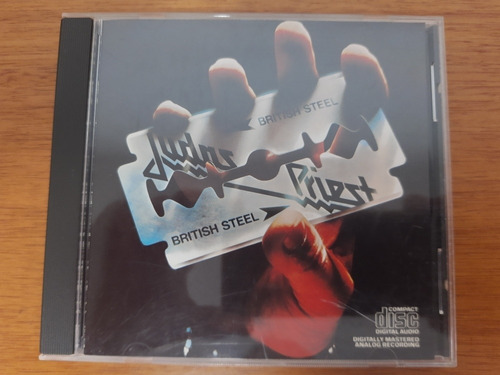 BRITISH STEEL
Judas
Priest
BRITISH STEEL
COMPACT
disc
DIGITAL AUDIO
DIGITALLY MASTERED
ANALOG RECORDING